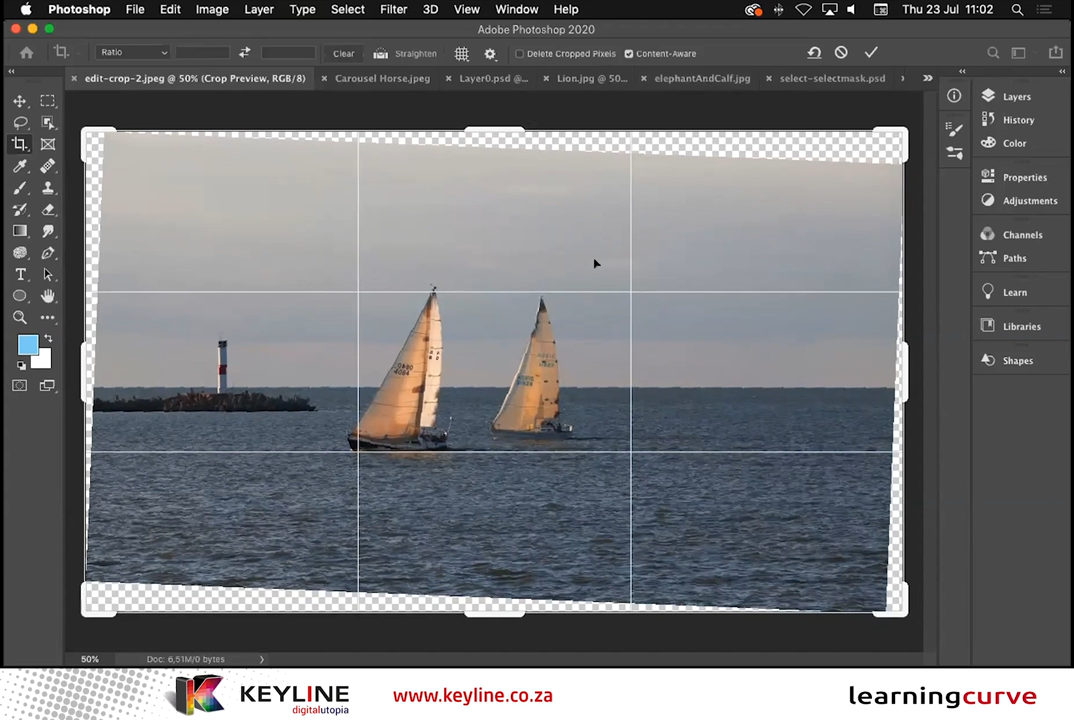 Photoshop File Edit Image Layer Type Select Filter 3D View Window Help Thu 23 Jul 11:02
Adobe Photoshop 2020
Ratio Clear Straighten Delete Cropped Pixels Content-Aware
edit-crop-2.jpeg @ 50% (Crop Preview, RGB/8) Carousel Horse.jpeg Layer0.psd @... Lion.jpg @ 50... elephantAndCalf.jpg select-selectmask.psd
Layers
History
Color
Properties
Adjustments
Channels
Paths
Learn
Libraries
Shapes
50% Doc: 6,51M/0 bytes
KEYLINE
digitalutopia
www.keyline.co.za
learningcurve